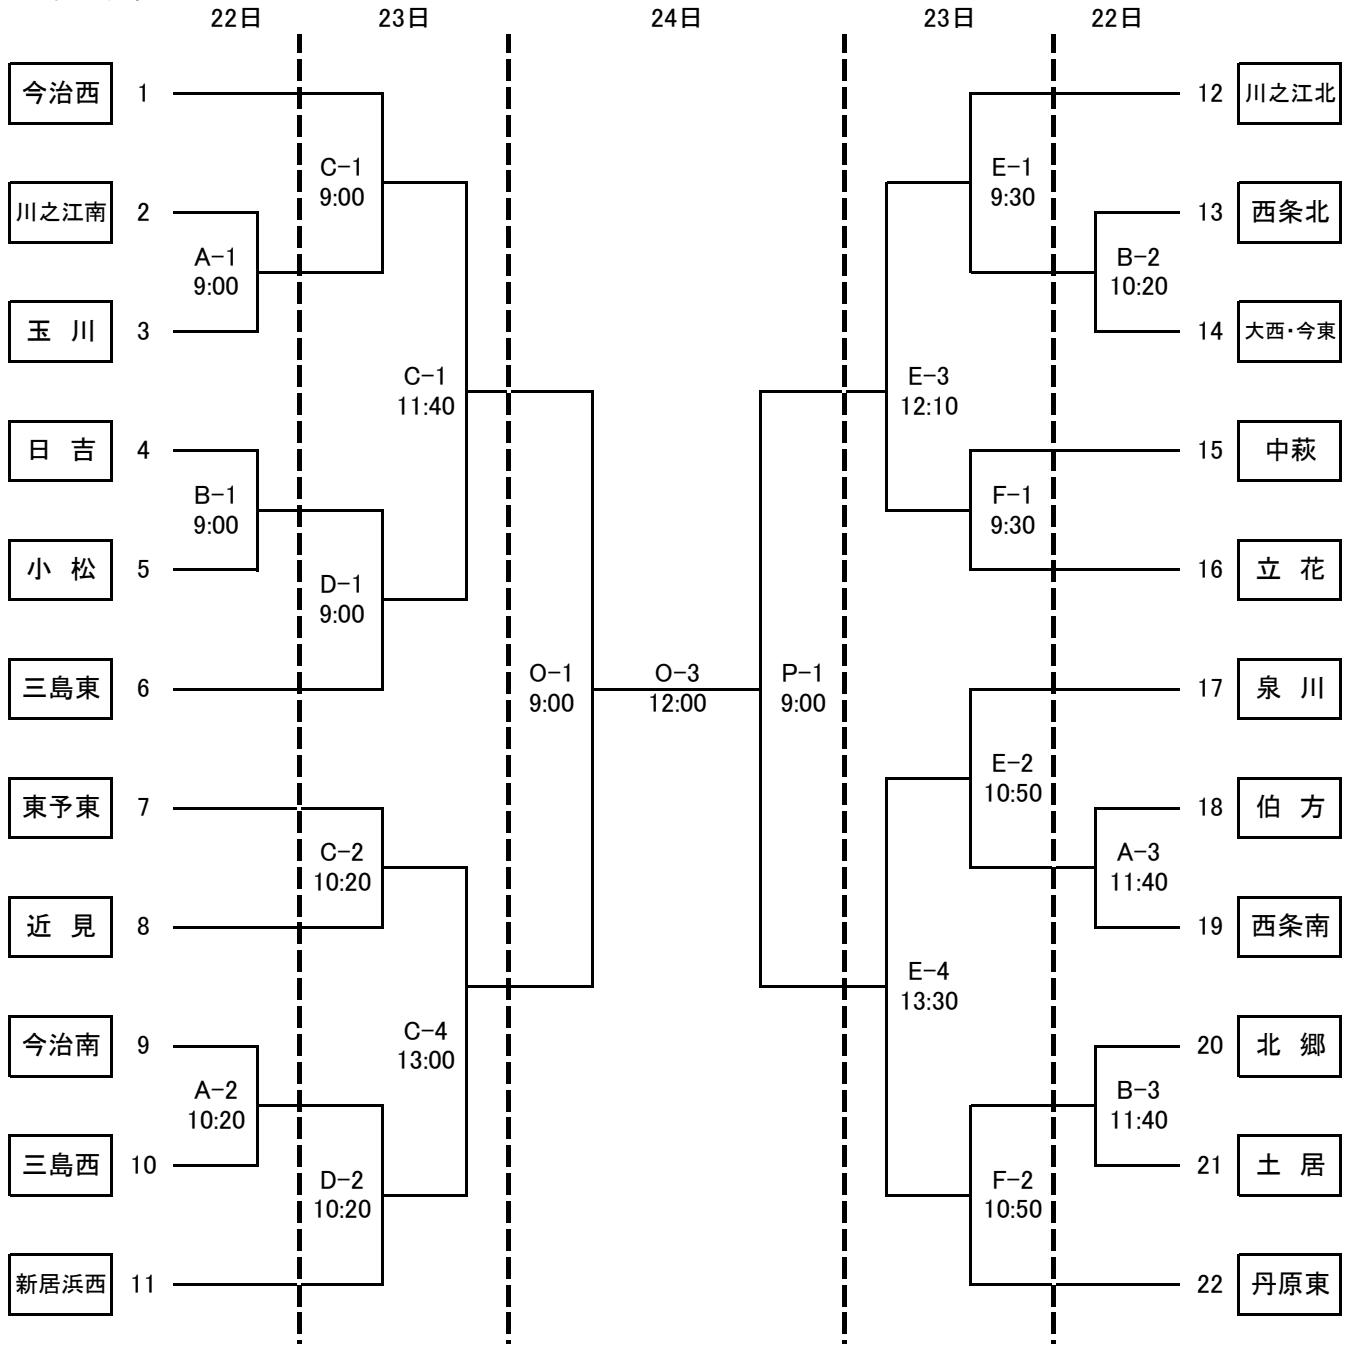 22日 23日 24日 23日 22日
今治西 1
12 川之江北
C-1
9:00
E-1
9:30
川之江南 2
13 西条北
A-1
9:00
B-2
10:20
玉 川 3
14 大西・今東
C-1
11:40
E-3
12:10
日 吉 4
15 中萩
B-1
9:00
F-1
9:30
小 松 5
16 立 花
D-1
9:00
三島東 6
17 泉 川
O-1
9:00
O-3
12:00
P-1
9:00
東予東 7
18 伯 方
E-2
10:50
C-2
10:20
A-3
11:40
近 見 8
19 西条南
E-4
13:30
C-4
13:00
今治南 9
20 北 郷
A-2
10:20
B-3
11:40
三島西 10
21 土 居
D-2
10:20
F-2
10:50
新居浜西 11
22 丹原東